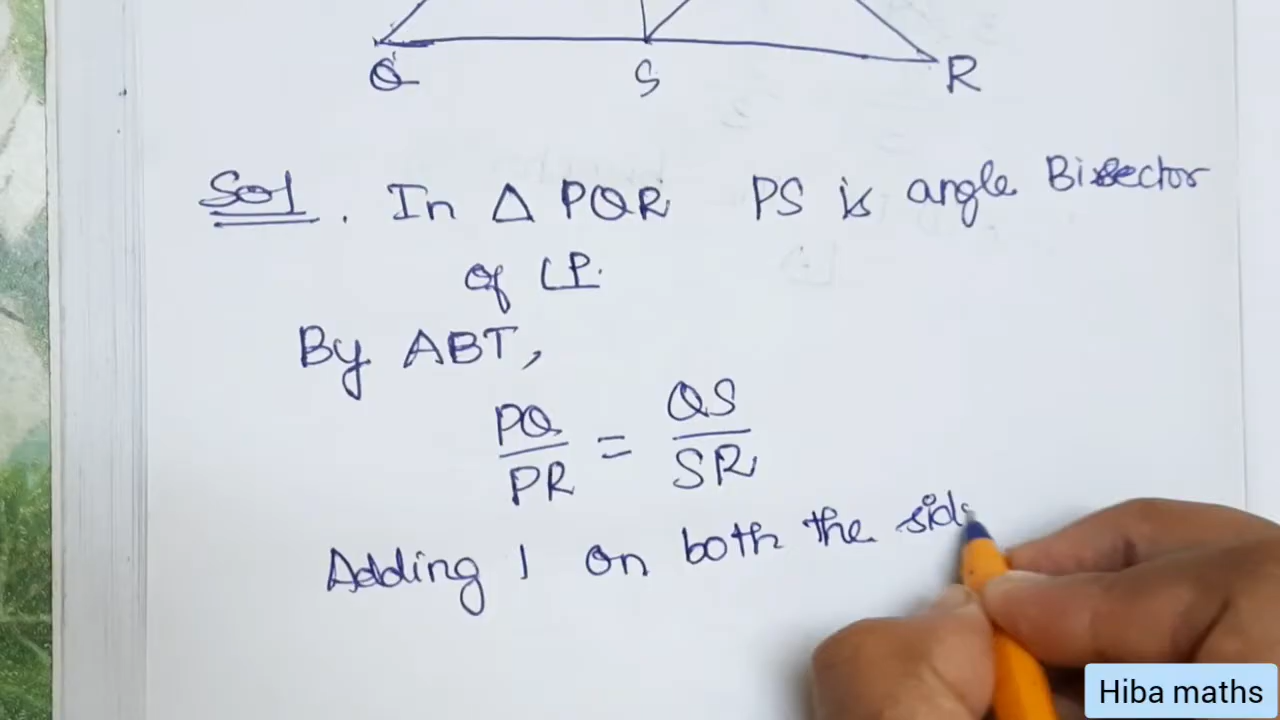 Q S R
Sol. In Δ PQR PS is angle Bisector
of ∠P.
By ABT,
PQ/PR = QS/SR
Adding 1 on both the side
Hiba maths